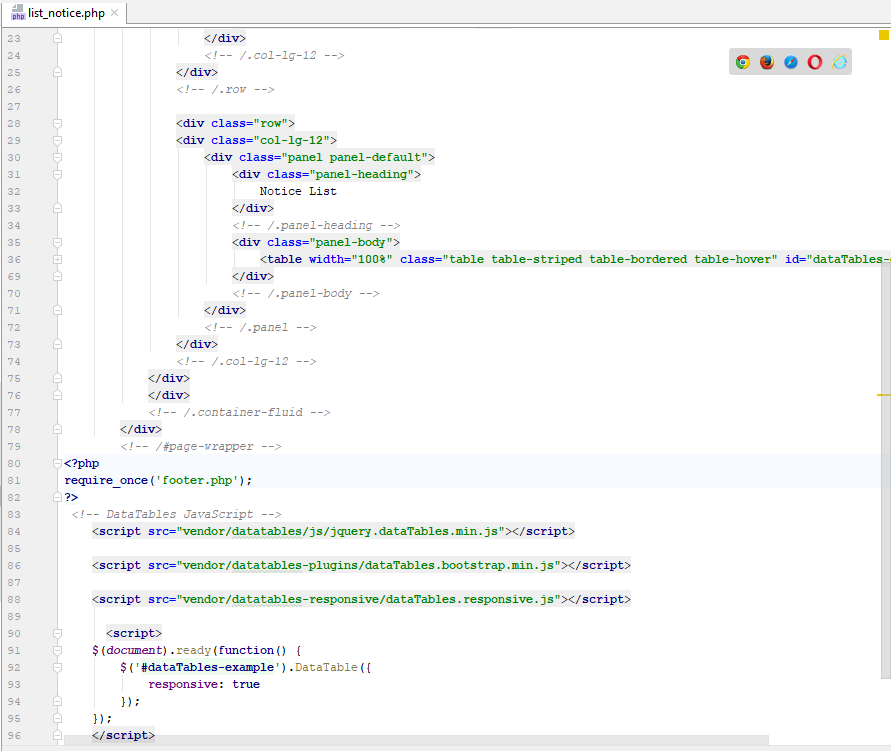 list_notice.php
23 </div>
24 <!-- /.col-lg-12 -->
25 </div>
26 <!-- /.row -->
27
28 <div class="row">
29 <div class="col-lg-12">
30 <div class="panel panel-default">
31 <div class="panel-heading">
32 Notice List
33 </div>
34 <!-- /.panel-heading -->
35 <div class="panel-body">
36 <table width="100%" class="table table-striped table-bordered table-hover" id="dataTables-
69 </div>
70 <!-- /.panel-body -->
71 </div>
72 <!-- /.panel -->
73 </div>
74 <!-- /.col-lg-12 -->
75 </div>
76 </div>
77 <!-- /.container-fluid -->
78 </div>
79 <!-- /#page-wrapper -->
80 <?php
81 require_once('footer.php');
82 ?>
83 <!-- DataTables JavaScript -->
84 <script src="vendor/datatables/js/jquery.dataTables.min.js"></script>
85
86 <script src="vendor/datatables-plugins/dataTables.bootstrap.min.js"></script>
87
88 <script src="vendor/datatables-responsive/dataTables.responsive.js"></script>
89
90 <script>
91 $(document).ready(function() {
92 $('#dataTables-example').DataTable({
93 responsive: true
94 });
95 });
96 </script>